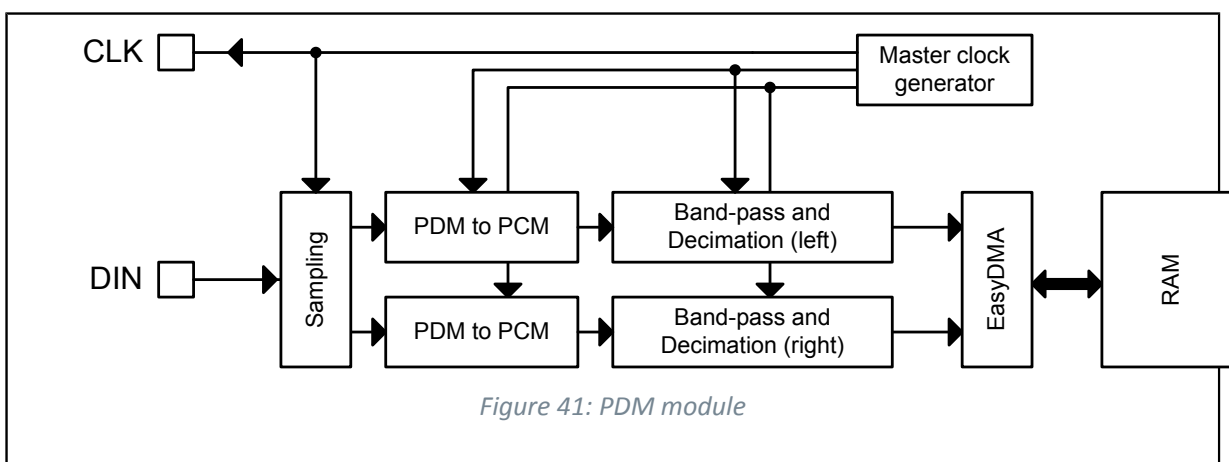 CLK
Master clock
generator
DIN
Sampling
PDM to PCM
Band-pass and
Decimation (left)
PDM to PCM
Band-pass and
Decimation (right)
EasyDMA
RAM
Figure 41: PDM module